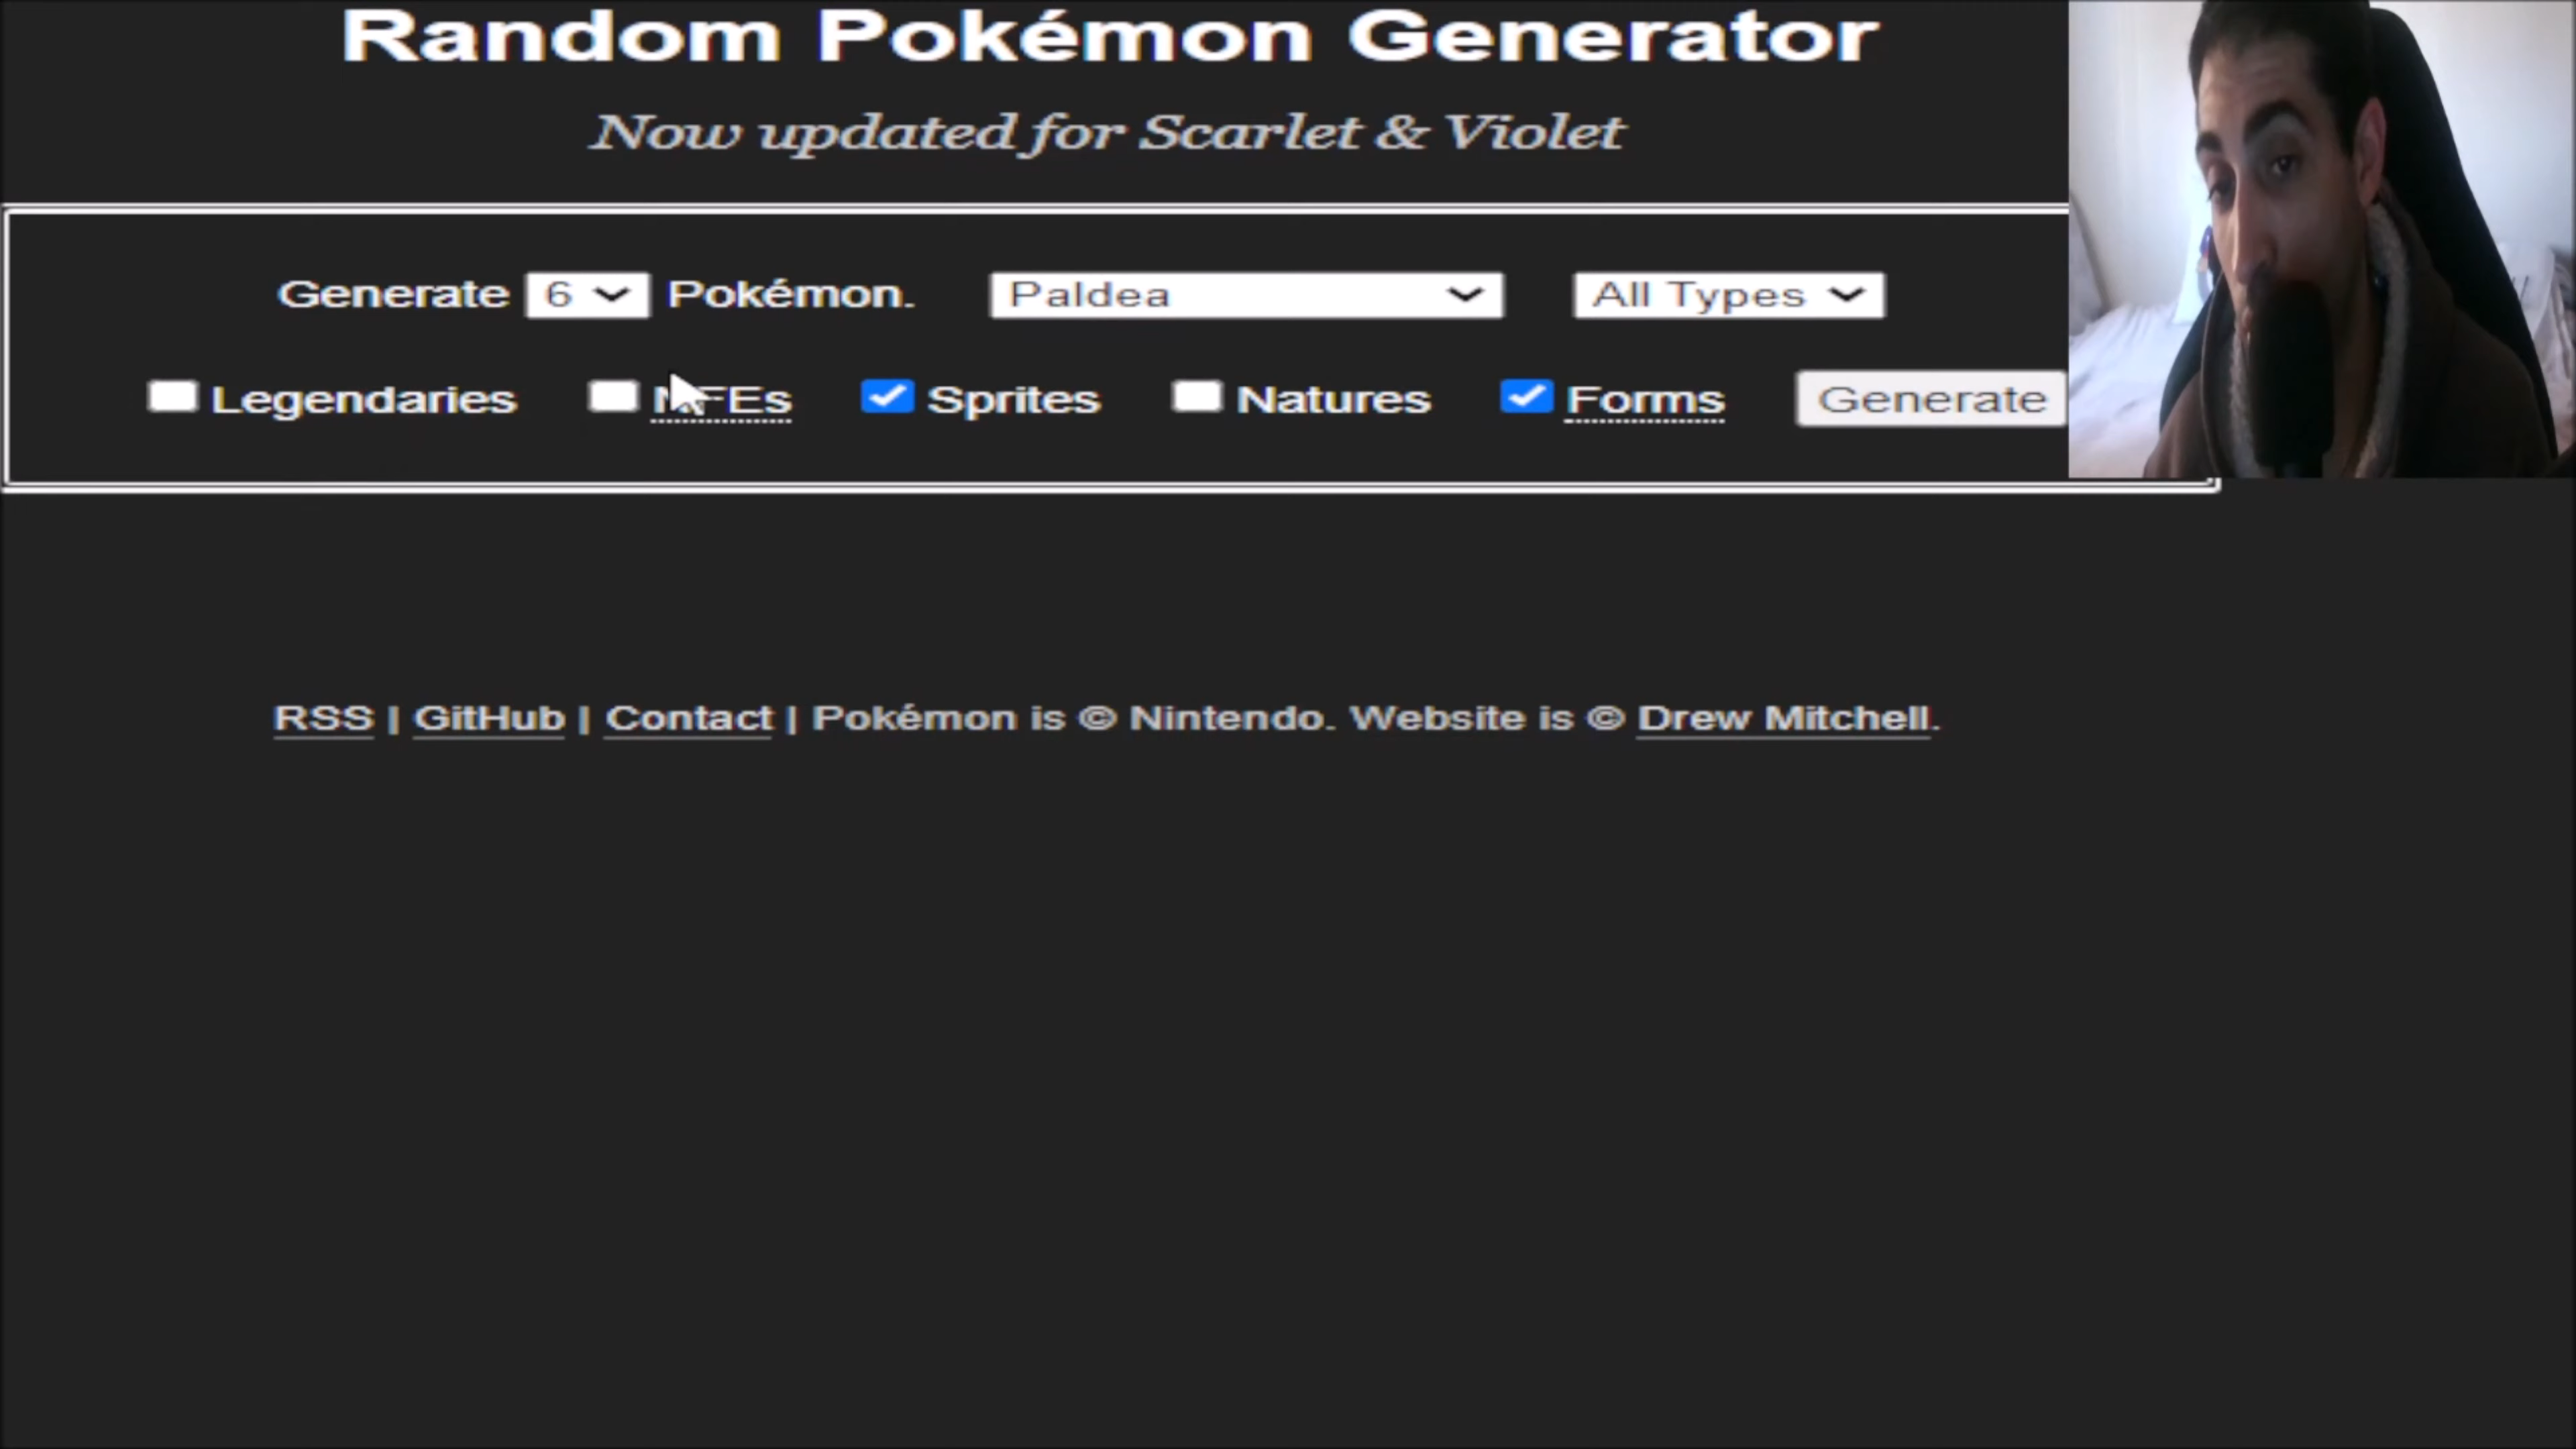 Random Pokémon Generator
Now updated for Scarlet & Violet
Generate 6 Pokémon. Paldea All Types
Legendaries NFEs Sprites Natures Forms Generate
RSS | GitHub | Contact | Pokémon is © Nintendo. Website is © Drew Mitchell.